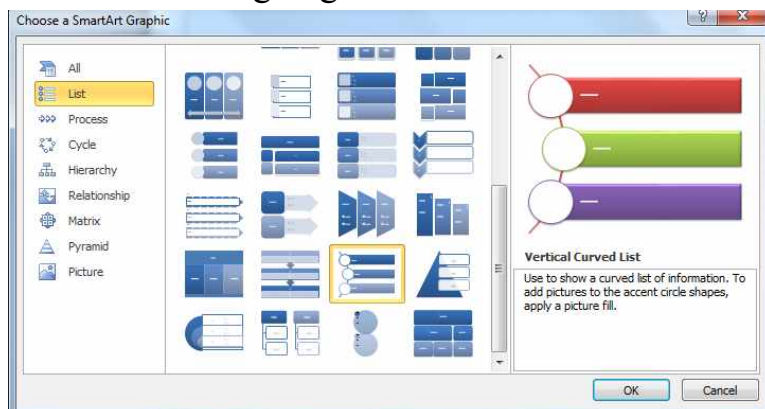 Choose a SmartArt Graphic
All
List
Process
Cycle
Hierarchy
Relationship
Matrix
Pyramid
Picture
Vertical Curved List
Use to show a curved list of information. To
add pictures to the accent circle shapes,
apply a picture fill.
OK
Cancel